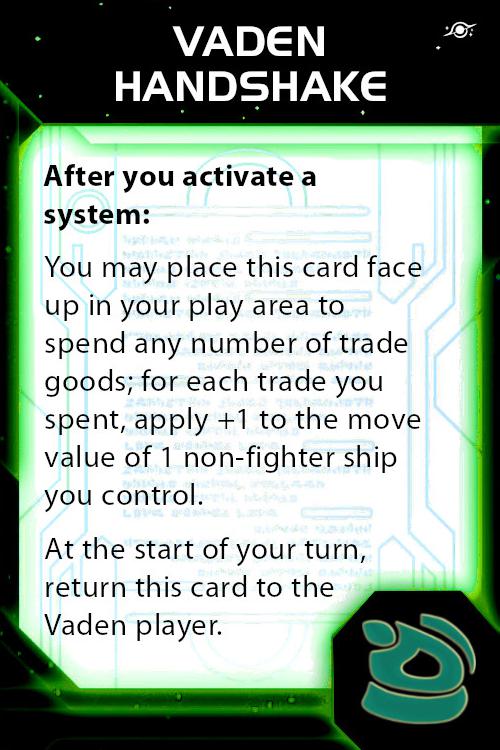 VADEN
HANDSHAKE
After you activate a
system:
You may place this card face
up in your play area to
spend any number of trade
goods; for each trade you
spent, apply +1 to the move
value of 1 non-fighter ship
you control.
At the start of your turn,
return this card to the
Vaden player.